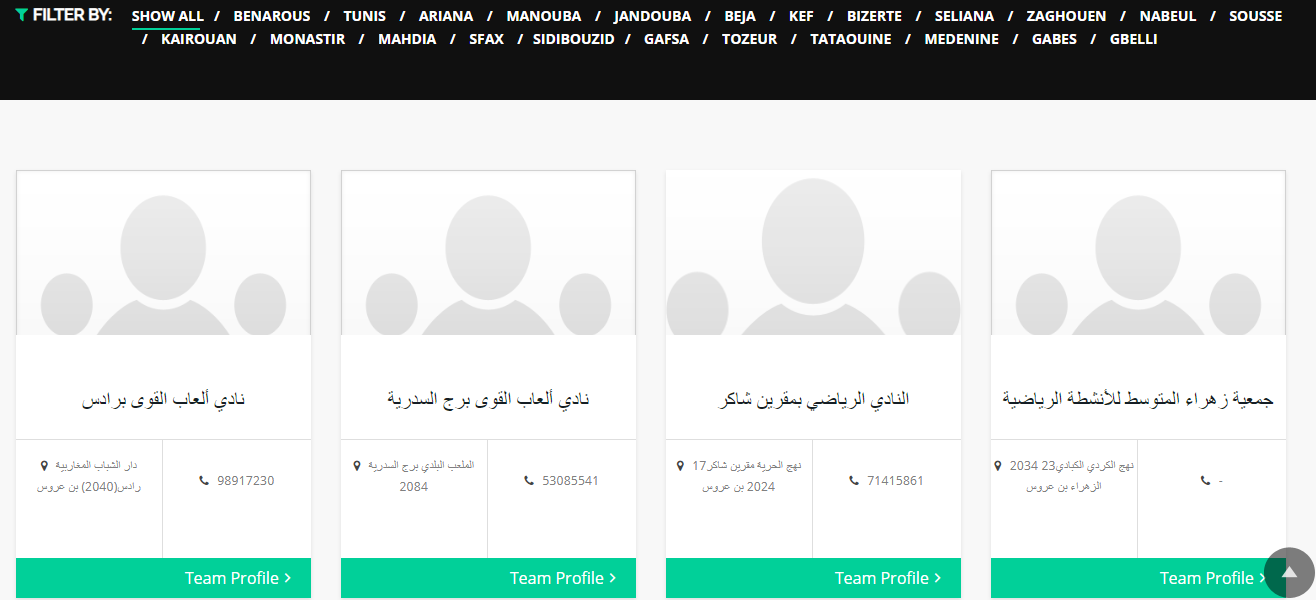 FILTER BY: SHOW ALL / BENAROUS / TUNIS / ARIANA / MANOUBA / JANDOUBA / BEJA / KEF / BIZERTE / SELIANA / ZAGHOUEN / NABEUL / SOUSSE
/ KAIROUAN / MONASTIR / MAHDIA / SFAX / SIDIBOUZID / GAFSA / TOZEUR / TATAOUINE / MEDENINE / GABES / GBELLI
نادي ألعاب القوى برادس
دار الشباب المغاربية
رادس(2040) بن عروس
98917230
Team Profile
نادي ألعاب القوى برج السدرية
الملعب البلدي برج السدرية
2084
53085541
Team Profile
النادي الرياضي بمقرين شاكر
نهج الحرية مقرين شاكر17
2024 بن عروس
71415861
Team Profile
جمعية زهراء المتوسط للأنشطة الرياضية
نهج الكردي الكبادي23 2034
الزهراء بن عروس
-
Team Profile